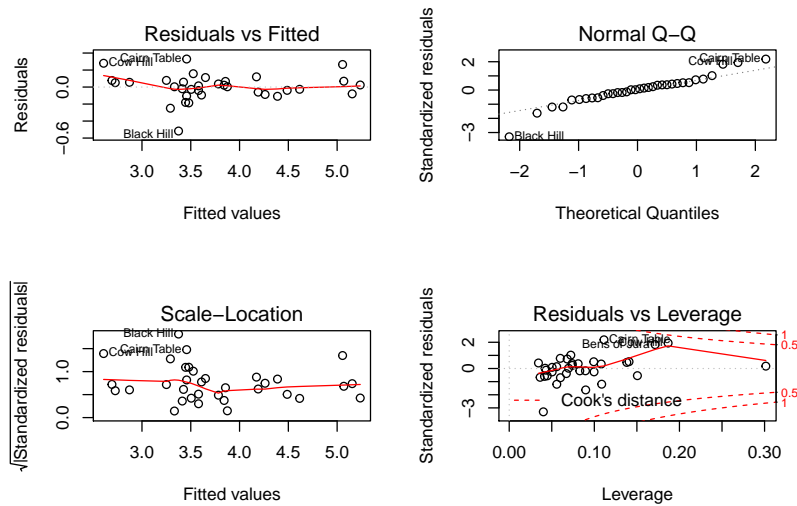 Residuals vs Fitted
Residuals
0.0
−0.6
Cairn Table
Cow Hill
Black Hill
3.0 3.5 4.0 4.5 5.0
Fitted values
Normal Q−Q
Standardized residuals
2
0
−3
Cairn Table
Cow Hill
Black Hill
−2 −1 0 1 2
Theoretical Quantiles
Scale−Location
√|Standardized residuals|
1.0
0.0
Black Hill
Cairn Table
Cow Hill
3.0 3.5 4.0 4.5 5.0
Fitted values
Residuals vs Leverage
Standardized residuals
2
0
−3
Cairn Table
Bens of Jura
1
0.5
0.5
1
Cook's distance
0.00 0.10 0.20 0.30
Leverage